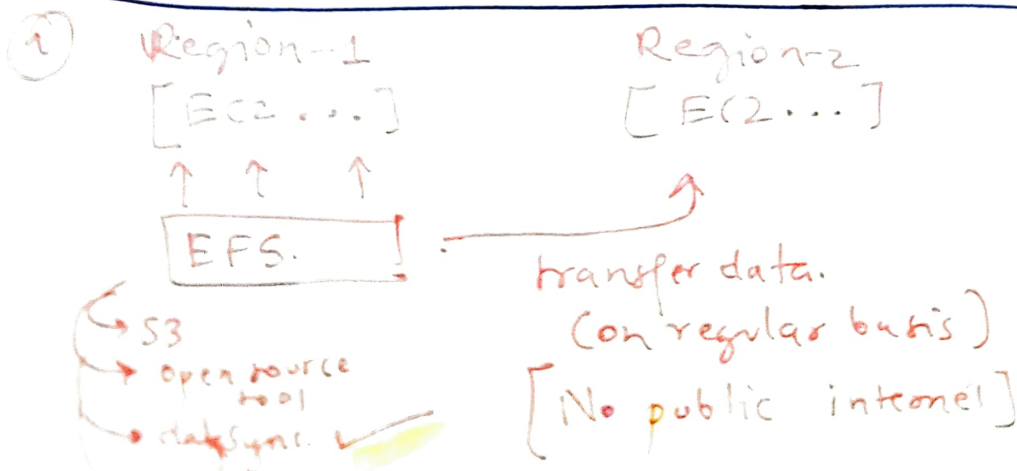 1
Region-1
Region-2
[EC2 ...]
[EC2 ...]
EFS.
transfer data.
(on regular basis)
[No public internet]
S3
open source
tool
dataSync.